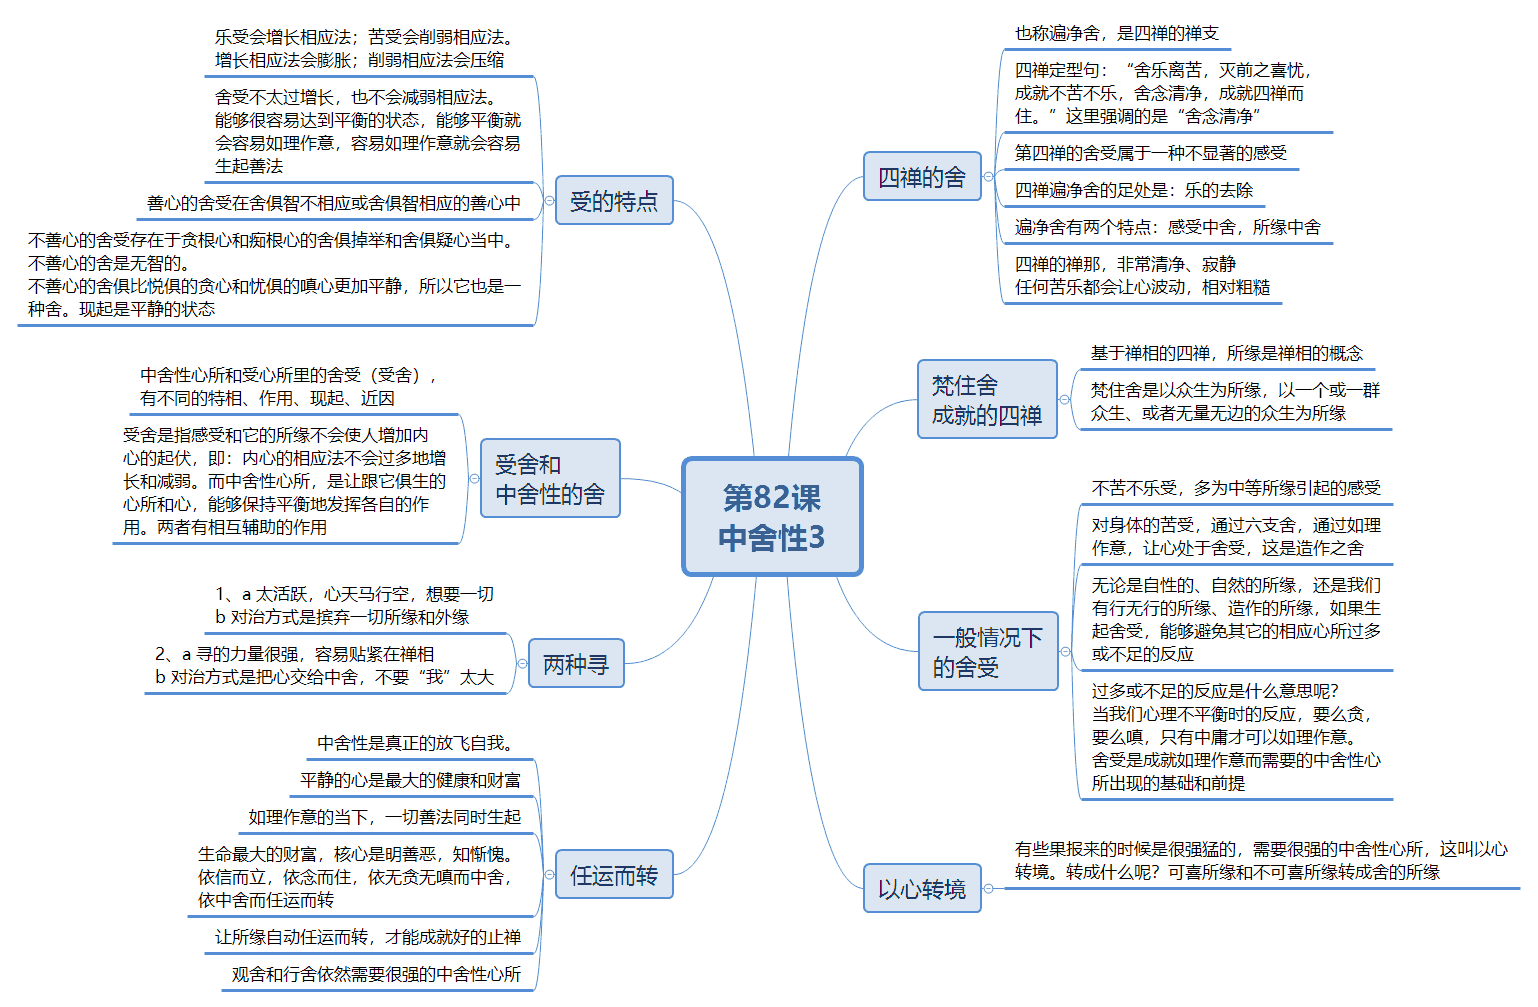 第82课
中舍性3
四禅的舍
也称遍净舍，是四禅的禅支
四禅定型句：“舍乐离苦，灭前之喜忧，
成就不苦不乐，舍念清净，成就四禅而
住。”这里强调的是“舍念清净”
第四禅的舍受属于一种不显著的感受
四禅遍净舍的足处是：乐的去除
遍净舍有两个特点：感受中舍，所缘中舍
四禅的禅那，非常清净、寂静
任何苦乐都会让心波动，相对粗糙
梵住舍
成就的四禅
基于禅相的四禅，所缘是禅相的概念
梵住舍是以众生为所缘，以一个或一群
众生、或者无量无边的众生为所缘
一般情况下
的舍受
不苦不乐受，多为中等所缘引起的感受
对身体的苦受，通过六支舍，通过如理
作意，让心处于舍受，这是造作之舍
无论是自性的、自然的所缘，还是我们
有行无行的所缘、造作的所缘，如果生
起舍受，能够避免其它的相应心所过多
或不足的反应
过多或不足的反应是什么意思呢？
当我们心理不平衡时的反应，要么贪，
要么嗔，只有中庸才可以如理作意。
舍受是成就如理作意而需要的中舍性心
所出现的基础和前提
以心转境
有些果报来的时候是很强猛的，需要很强的中舍性心所，这叫以心
转境。转成什么呢？可喜所缘和不可喜所缘转成舍的所缘
受的特点
乐受会增长相应法；苦受会削弱相应法。
增长相应法会膨胀；削弱相应法会压缩
舍受不太过增长，也不会减弱相应法。
能够很容易达到平衡的状态，能够平衡就
会容易如理作意，容易如理作意就会容易
生起善法
善心的舍受在舍俱智不相应或舍俱智相应的善心中
不善心的舍受存在于贪根心和痴根心的舍俱掉举和舍俱疑心当中。
不善心的舍是无智的。
不善心的舍俱比悦俱的贪心和忧俱的嗔心更加平静，所以它也是一
种舍。现起是平静的状态
受舍和
中舍性的舍
中舍性心所和受心所里的舍受（受舍），
有不同的特相、作用、现起、近因
受舍是指感受和它的所缘不会使人增加内
心的起伏，即：内心的相应法不会过多地增
长和减弱。而中舍性心所，是让跟它俱生的
心所和心，能够保持平衡地发挥各自的作
用。两者有相互辅助的作用
两种寻
1、a 太活跃，心天马行空，想要一切
b 对治方式是摈弃一切所缘和外缘
2、a 寻的力量很强，容易贴紧在禅相
b 对治方式是把心交给中舍，不要“我”太大
任运而转
中舍性是真正的放飞自我。
平静的心是最大的健康和财富
如理作意的当下，一切善法同时生起
生命最大的财富，核心是明善恶，知惭愧。
依信而立，依念而住，依无贪无嗔而中舍，
依中舍而任运而转
让所缘自动任运而转，才能成就好的止禅
观舍和行舍依然需要很强的中舍性心所